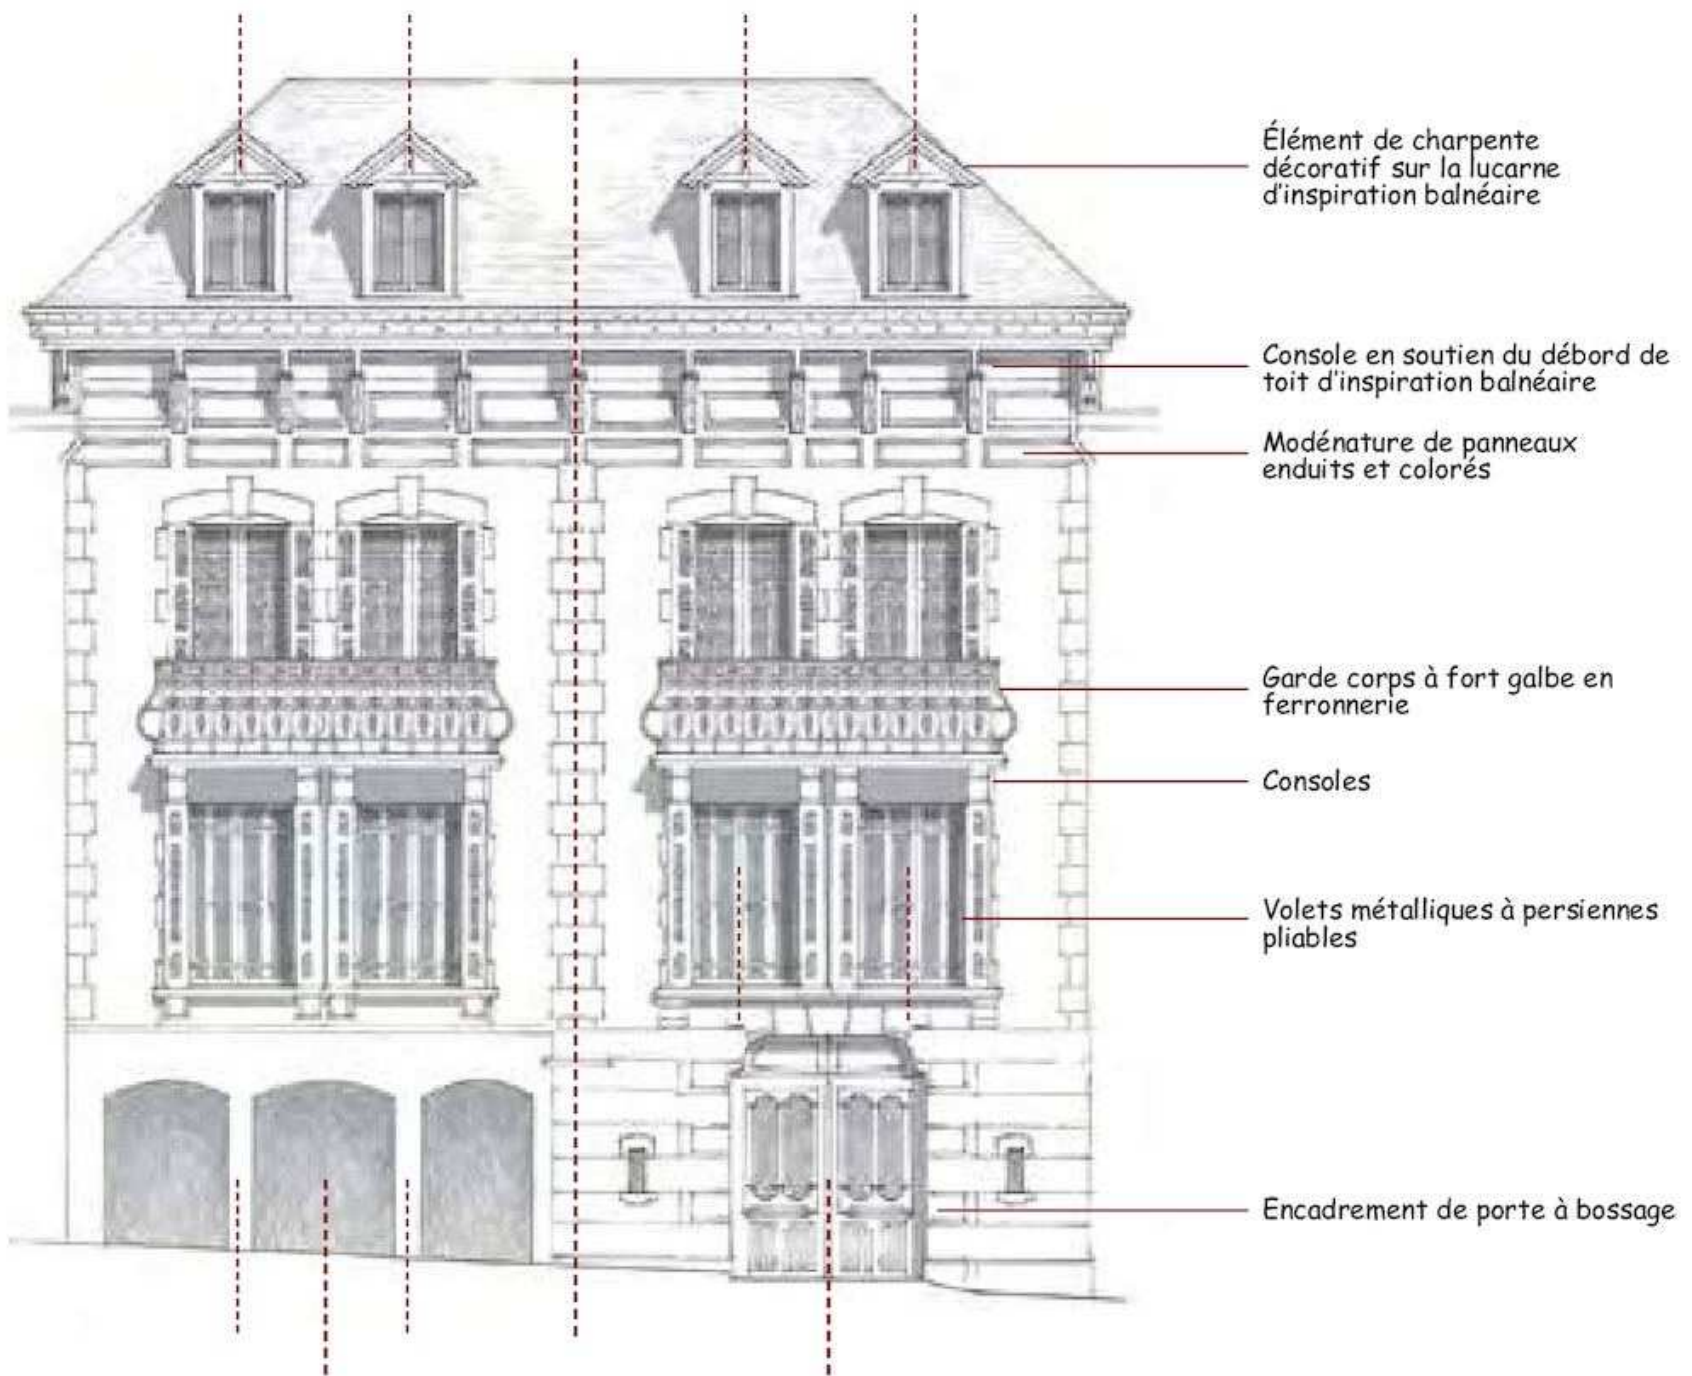 Élément de charpente
décoratif sur la lucarne
d'inspiration balnéaire
Console en soutien du débord de
toit d'inspiration balnéaire
Modénature de panneaux
enduits et colorés
Garde corps à fort galbe en
ferronnerie
Consoles
Volets métalliques à persiennes
pliables
Encadrement de porte à bossage